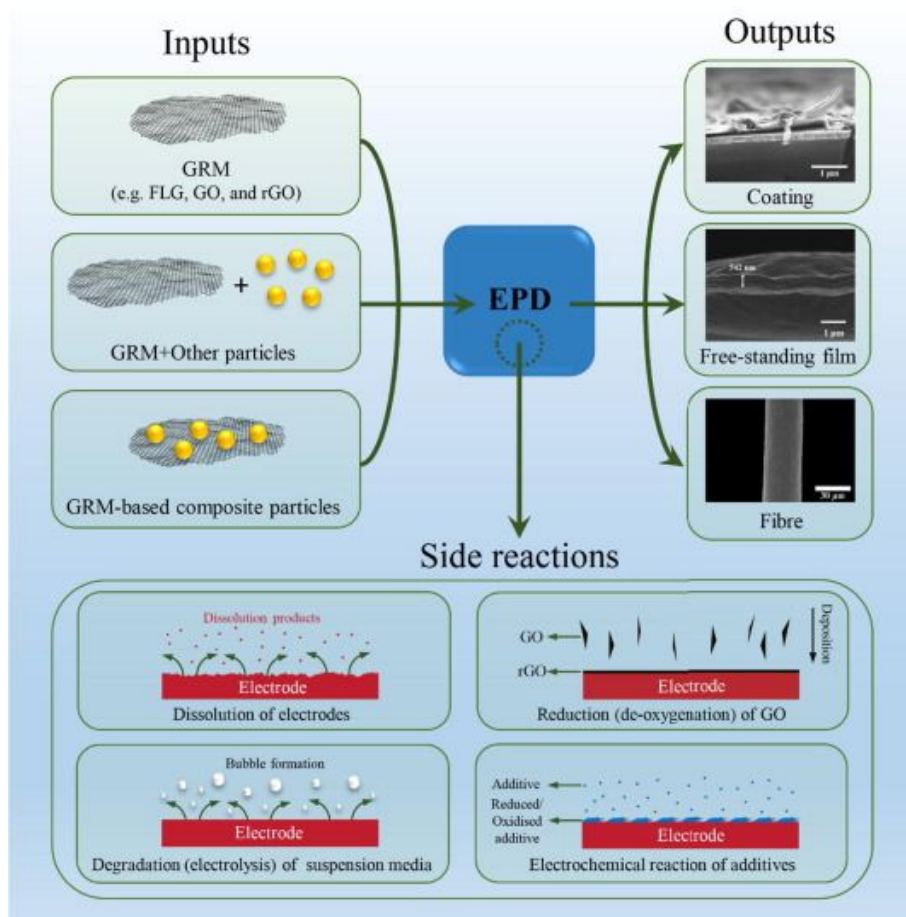 Inputs
Outputs
GRM
(e.g. FLG, GO, and rGO)
+
GRM+Other particles
GRM-based composite particles
EPD
1 μm
Coating
542 nm
1 μm
Free-standing film
Fibre
Side reactions
Dissolution products
Electrode
Dissolution of electrodes
GO
rGO
Deposition
Electrode
Reduction (de-oxygenation) of GO
Bubble formation
Electrode
Degradation (electrolysis) of suspension media
Additive
Reduced/
Oxidised
additive
Electrode
Electrochemical reaction of additives